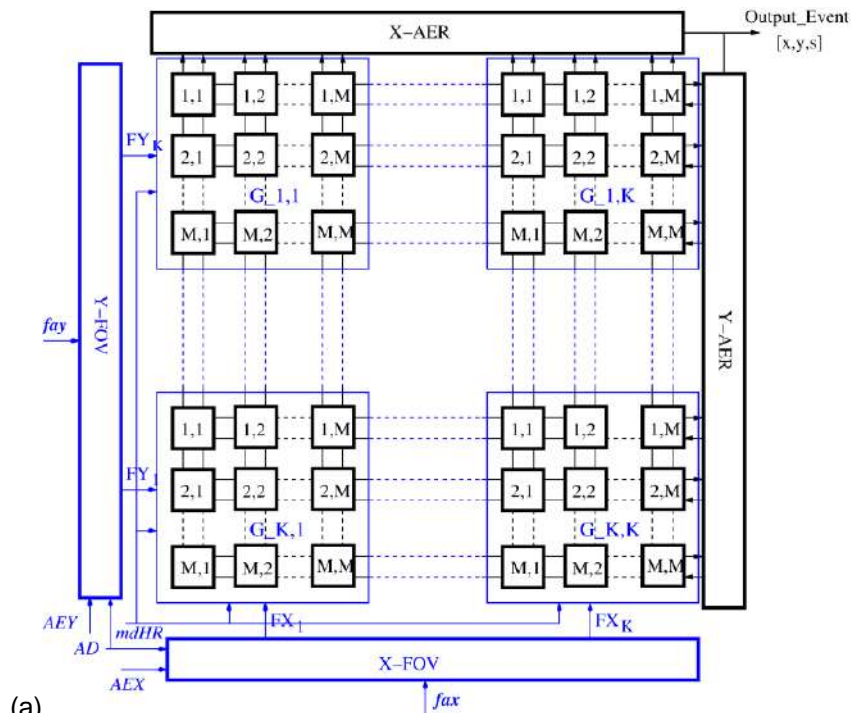 Output_Event
X-AER
[x,y,s]
1,1 1,2 1,M 1,1 1,2 1,M
FY_K
2,1 2,2 2,M 2,1 2,2 2,M
G_1,1 G_1,K
M,1 M,2 M,M M,1 M,2 M,M
Y-FOV
fay
Y-AER
1,1 1,2 1,M 1,1 1,2 1,M
FY_1
2,1 2,2 2,M 2,1 2,2 2,M
G_K,1 G_K,K
M,1 M,2 M,M M,1 M,2 M,M
AEY
mdHR FX_1 FX_K
AD
X-FOV
AEX
(a) fax